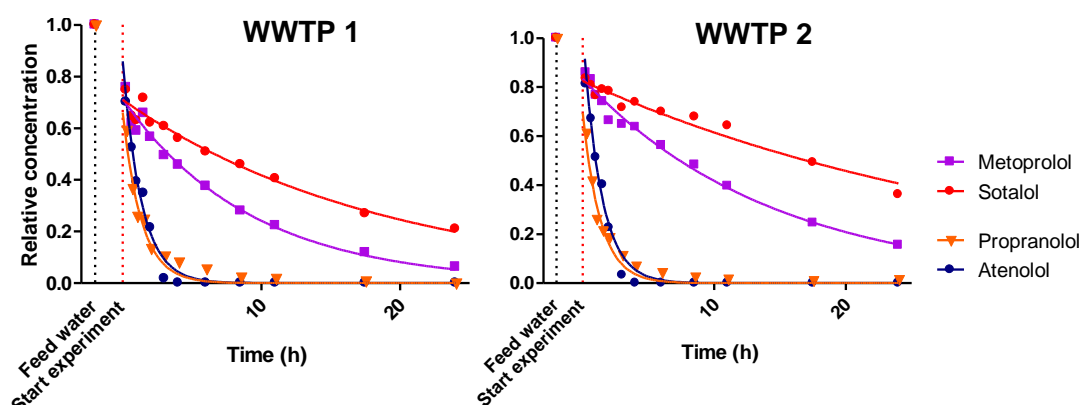 WWTP 1
Relative concentration
1.0
0.8
0.6
0.4
0.2
0.0
Feed water
Start experiment
10
20
Time (h)
WWTP 2
1.0
0.8
0.6
0.4
0.2
0.0
Feed water
Start experiment
10
20
Time (h)
Metoprolol
Sotalol
Propranolol
Atenolol